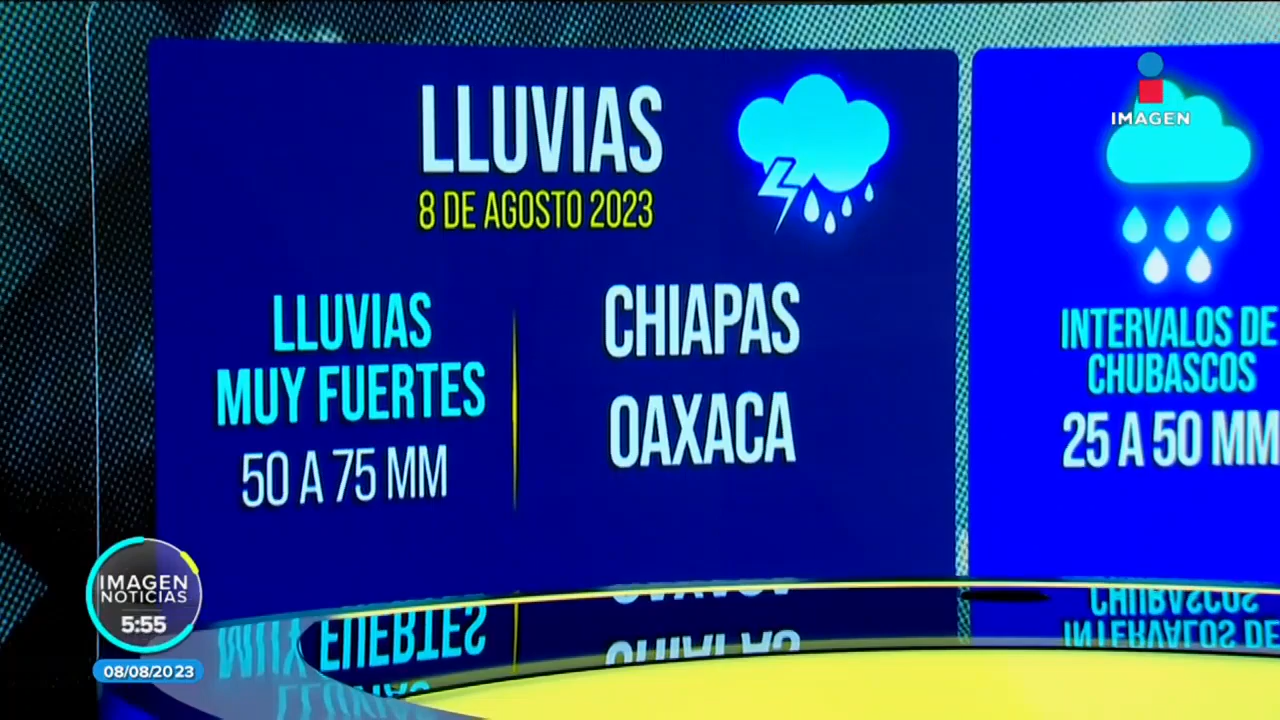 LLUVIAS
8 DE AGOSTO 2023
LLUVIAS
MUY FUERTES
50 A 75 MM
CHIAPAS
OAXACA
IMAGEN
INTERVALOS DE
CHUBASCOS
25 A 50 MM
IMAGEN
NOTICIAS
5:55
08/08/2023